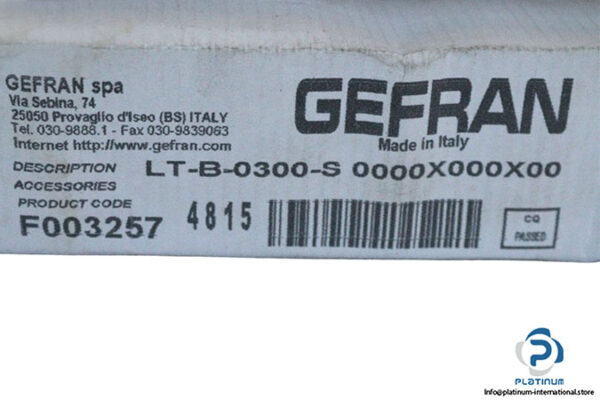 GEFRAN spa
Via Sebina, 74
25050 Provaglio d'Iseo (BS) ITALY
Tel. 030-9888.1 - Fax 030-9839063
Internet http://www.gefran.com
GEFRAN
Made in Italy
DESCRIPTION LT-B-0300-S 0000X000X00
ACCESSORIES
PRODUCT CODE
F003257 4815
CQ
PASSED
PLATINUM
Info@platinum-international.store